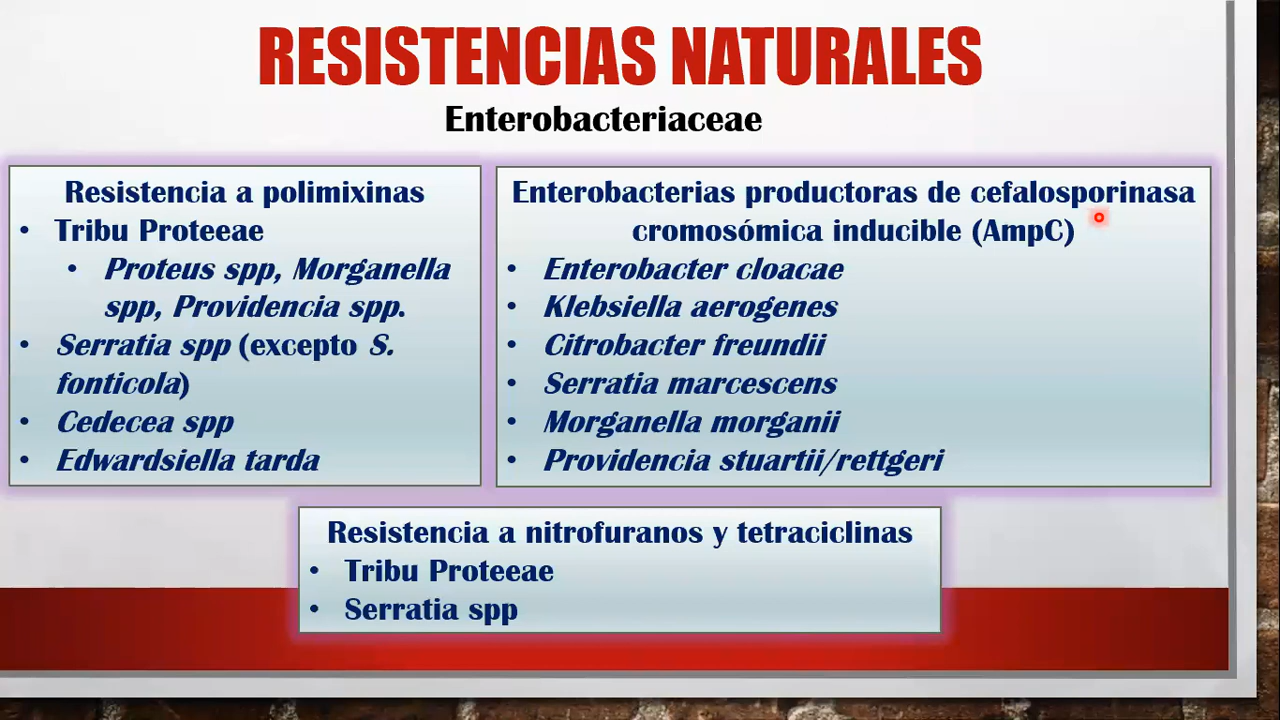 RESISTENCIAS NATURALES
Enterobacteriaceae
Resistencia a polimixinas
• Tribu Proteeae
• Proteus spp, Morganella
spp, Providencia spp.
• Serratia spp (excepto S.
fonticola)
• Cedecea spp
• Edwardsiella tarda
Enterobacterias productoras de cefalosporinasa
cromosómica inducible (AmpC)
• Enterobacter cloacae
• Klebsiella aerogenes
• Citrobacter freundii
• Serratia marcescens
• Morganella morganii
• Providencia stuartii/rettgeri
Resistencia a nitrofuranos y tetraciclinas
• Tribu Proteeae
• Serratia spp